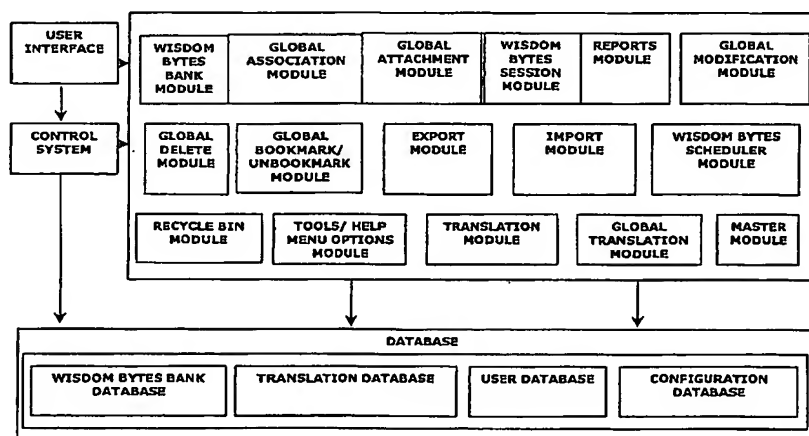 USER
INTERFACE
WISDOM
BYTES
BANK
MODULE
GLOBAL
ASSOCIATION
MODULE
GLOBAL
ATTACHMENT
MODULE
WISDOM
BYTES
SESSION
MODULE
REPORTS
MODULE
GLOBAL
MODIFICATION
MODULE
CONTROL
SYSTEM
GLOBAL
DELETE
MODULE
GLOBAL
BOOKMARK/
UNBOOKMARK
MODULE
EXPORT
MODULE
IMPORT
MODULE
WISDOM BYTES
SCHEDULER
MODULE
RECYCLE BIN
MODULE
TOOLS/ HELP
MENU OPTIONS
MODULE
TRANSLATION
MODULE
GLOBAL
TRANSLATION
MODULE
MASTER
MODULE
DATABASE
WISDOM BYTES BANK
DATABASE
TRANSLATION DATABASE
USER DATABASE
CONFIGURATION
DATABASE